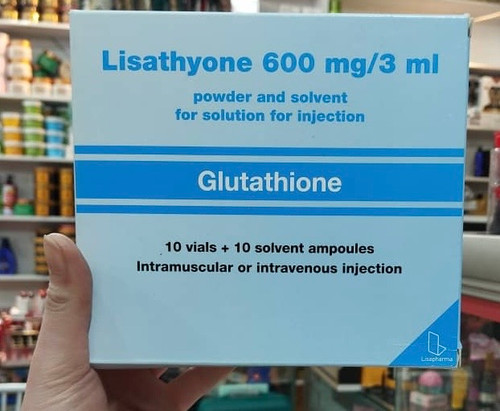 Lisathyone 600 mg/3 ml
powder and solvent
for solution for injection
Glutathione
10 vials + 10 solvent ampoules
Intramuscular or intravenous injection
Lisapharma